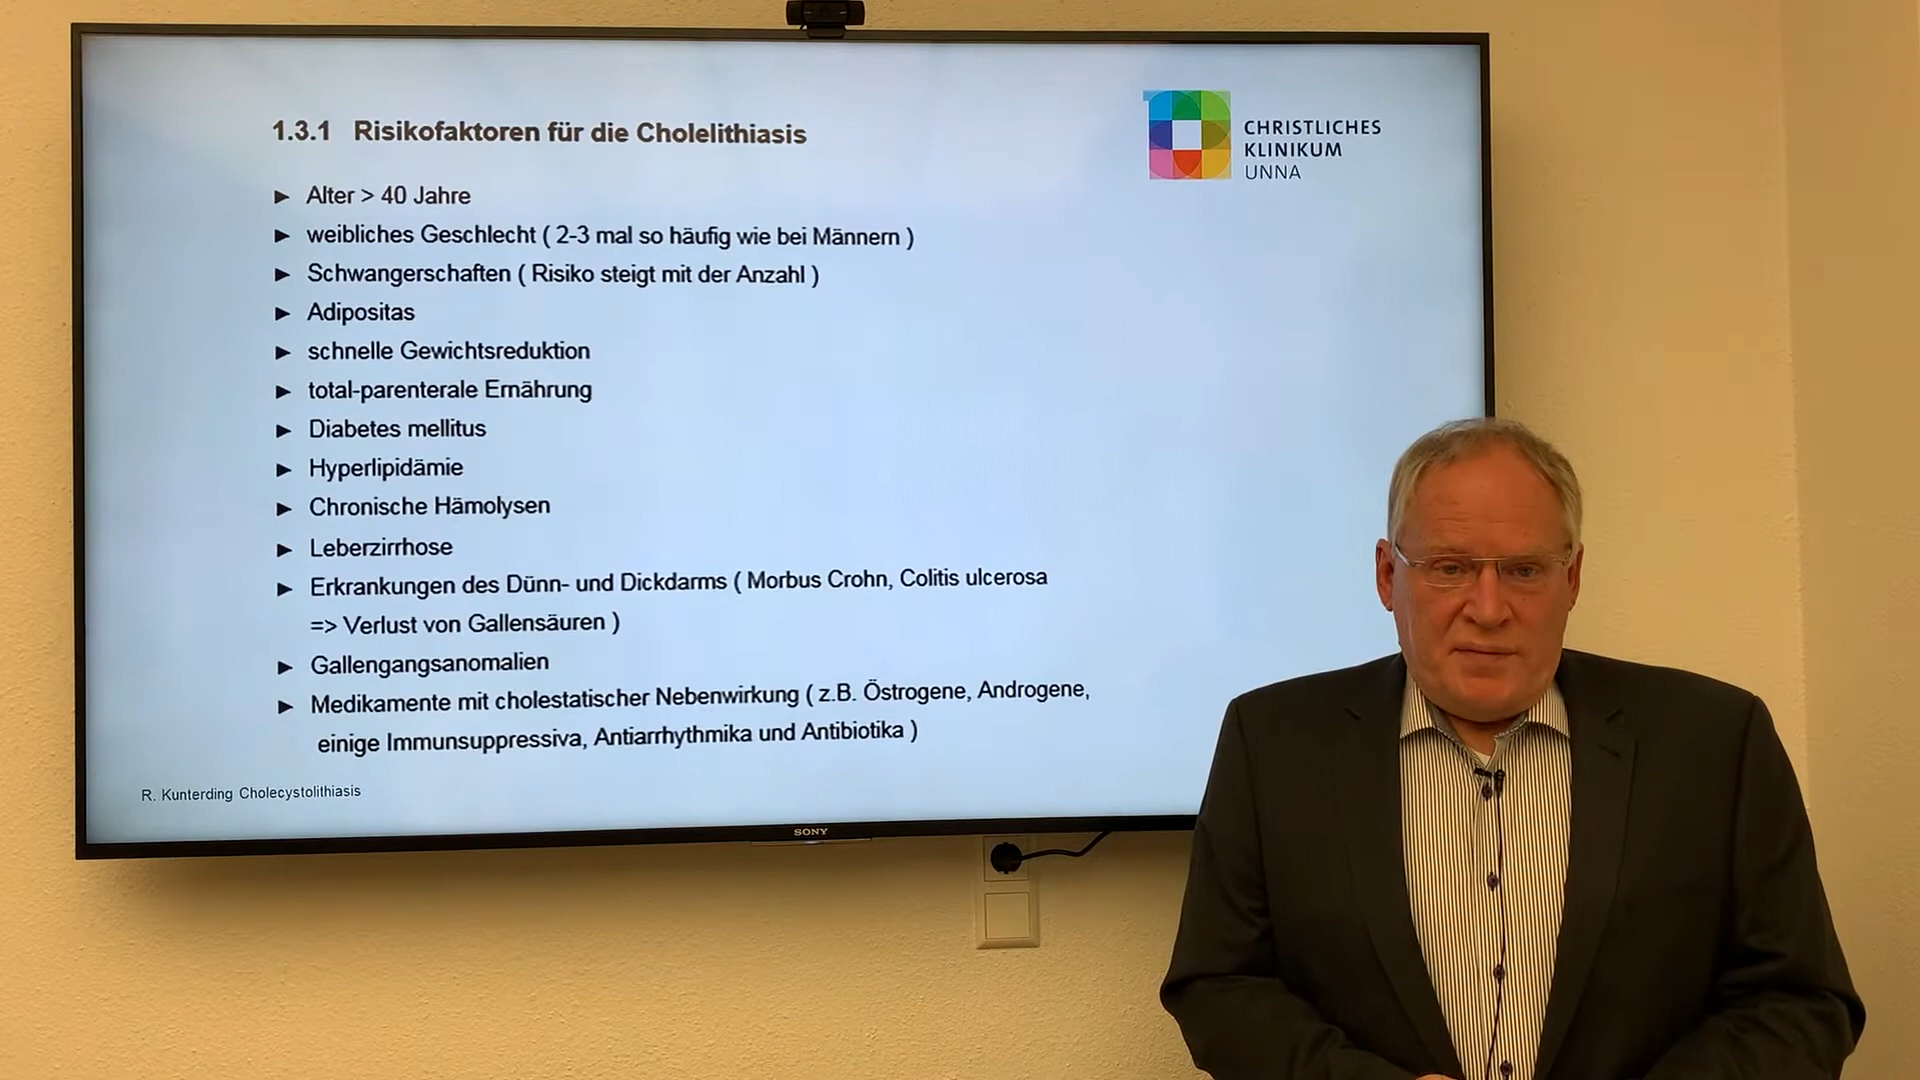 1.3.1 Risikofaktoren für die Cholelithiasis
CHRISTLICHES
KLINIKUM
UNNA
► Alter > 40 Jahre
► weibliches Geschlecht ( 2-3 mal so häufig wie bei Männern )
► Schwangerschaften ( Risiko steigt mit der Anzahl )
► Adipositas
► schnelle Gewichtsreduktion
► total-parenterale Ernährung
► Diabetes mellitus
► Hyperlipidämie
► Chronische Hämolysen
► Leberzirrhose
► Erkrankungen des Dünn- und Dickdarms ( Morbus Crohn, Colitis ulcerosa
=> Verlust von Gallensäuren )
► Gallengangsanomalien
► Medikamente mit cholestatischer Nebenwirkung ( z.B. Östrogene, Androgene,
einige Immunsuppressiva, Antiarrhythmika und Antibiotika )
R. Kunterding Cholecystolithiasis
SONY